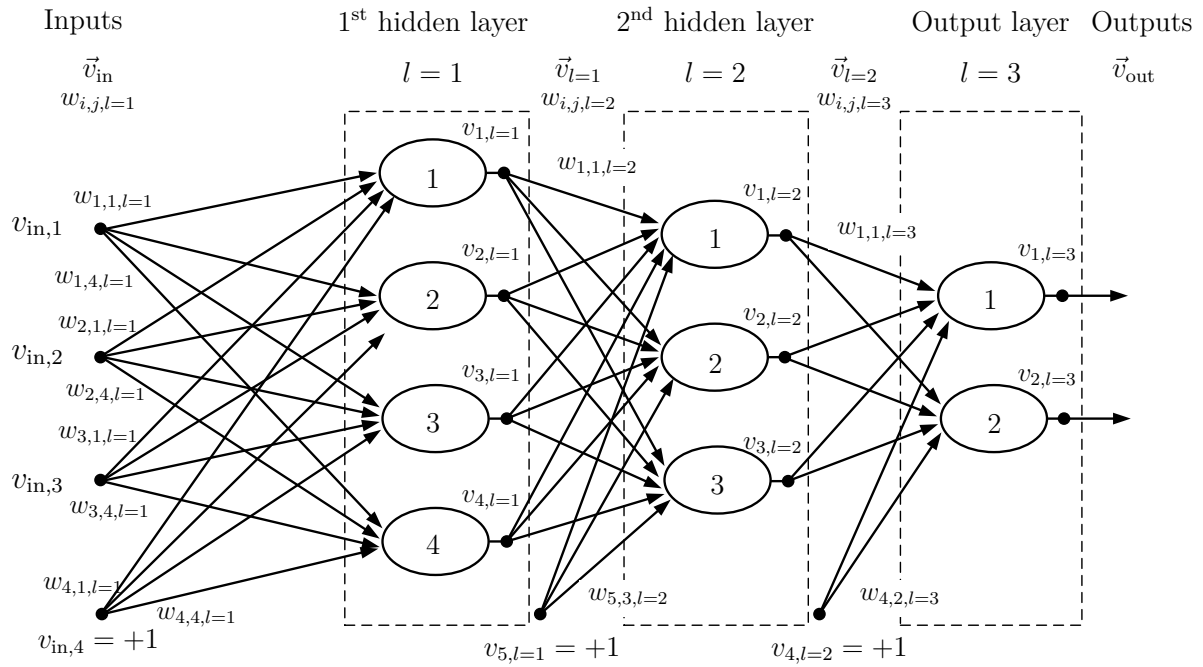 Inputs 1st hidden layer 2nd hidden layer Output layer Outputs
v⃗in l = 1 v⃗l=1 l = 2 v⃗l=2 l = 3 v⃗out
wi,j,l=1 wi,j,l=2 wi,j,l=3
v1,l=1
w1,1,l=2
1
w1,1,l=1
v1,l=2
vin,1
w1,1,l=3
1
v2,l=1
v1,l=3
w1,4,l=1
2
1
w2,1,l=1
v2,l=2
vin,2
2
v3,l=1
v2,l=3
w2,4,l=1
3
2
w3,1,l=1
v3,l=2
vin,3
3
v4,l=1
w3,4,l=1
4
w4,1,l=1
w5,3,l=2
w4,2,l=3
w4,4,l=1
vin,4 = +1 v5,l=1 = +1 v4,l=2 = +1